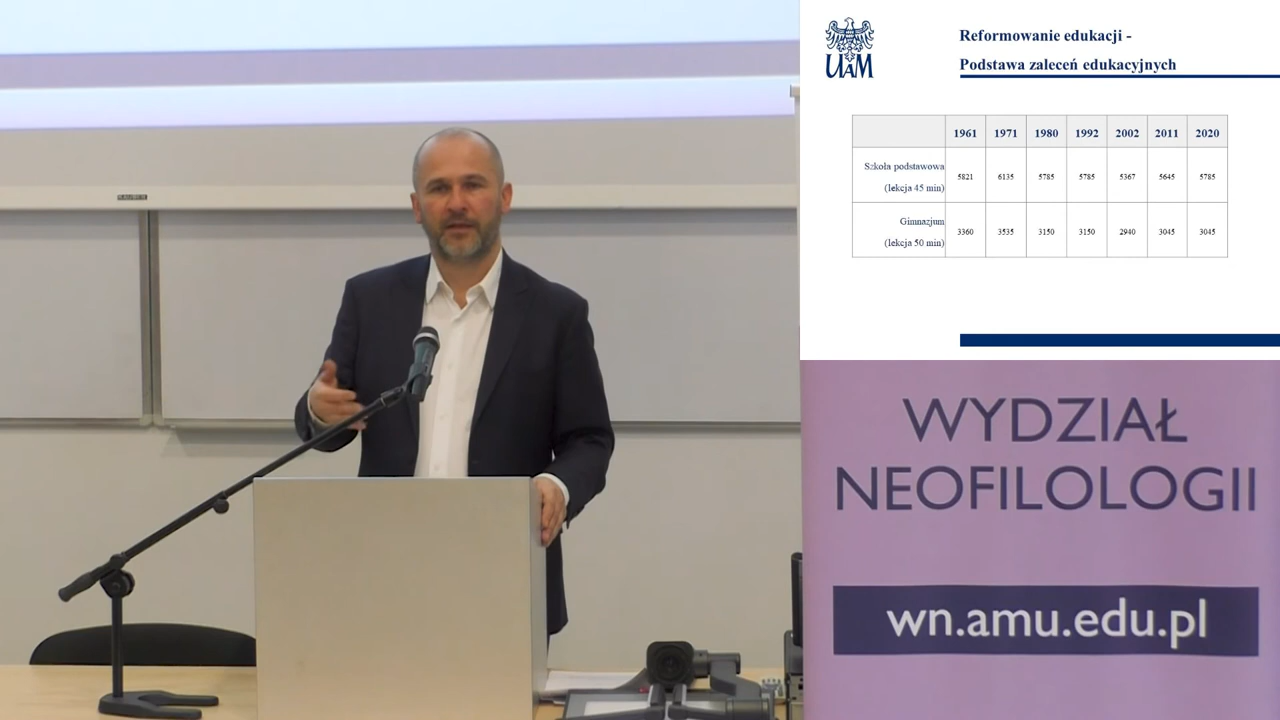 UAM
Reformowanie edukacji -
Podstawa zaleceń edukacyjnych
1961 1971 1980 1992 2002 2011 2020
Szkoła podstawowa
(lekcja 45 min)
5821 6135 5785 5785 5367 5645 5785
Gimnazjum
(lekcja 50 min)
3360 3535 3150 3150 2940 3045 3045
WYDZIAŁ
NEOFILOLOGII
wn.amu.edu.pl